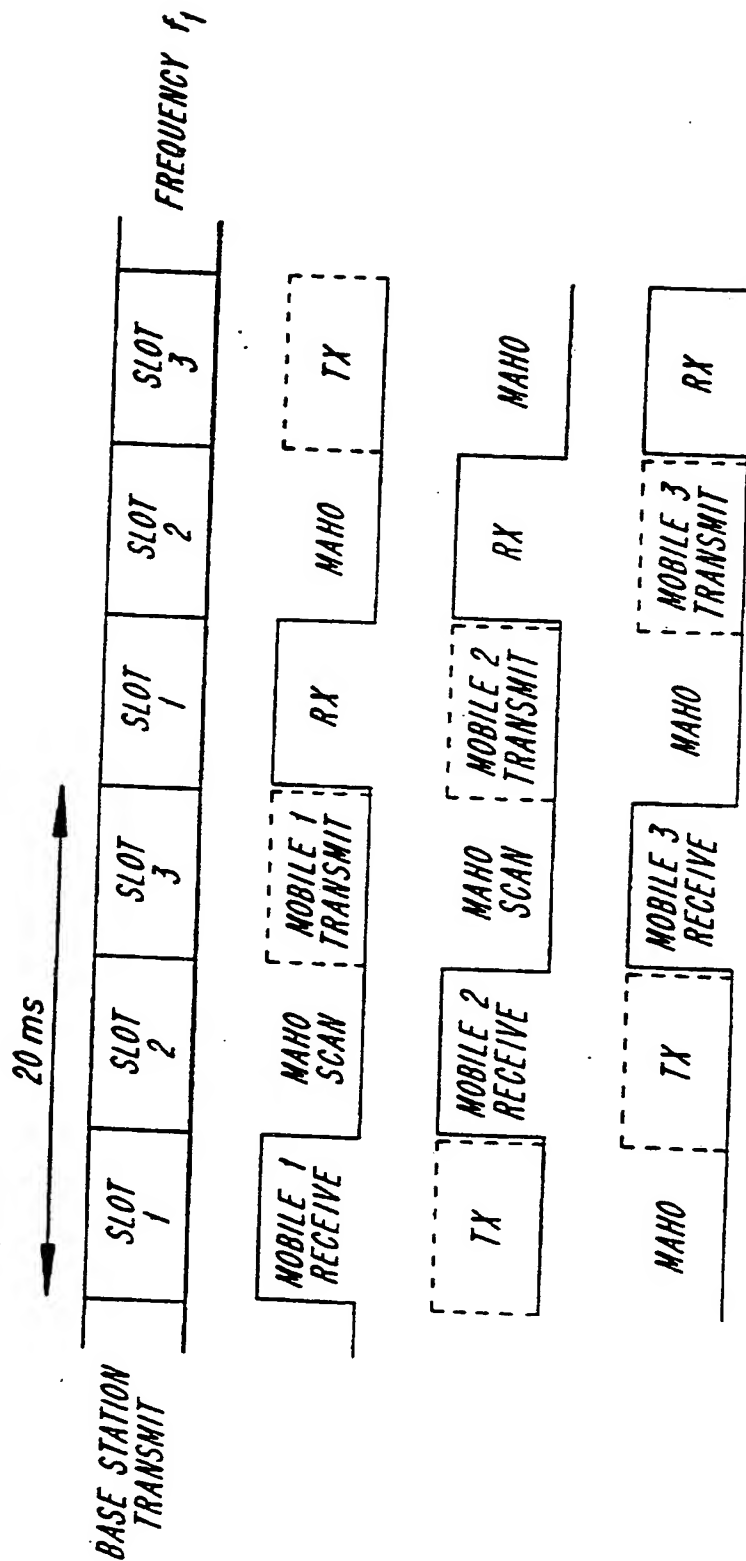 20 ms
BASE STATION
TRANSMIT
SLOT
1
SLOT
2
SLOT
3
SLOT
1
SLOT
2
SLOT
3
FREQUENCY f1
MOBILE 1
RECEIVE
MAHO
SCAN
MOBILE 1
TRANSMIT
RX
MAHO
TX
TX
MOBILE 2
RECEIVE
MAHO
SCAN
MOBILE 2
TRANSMIT
RX
MAHO
MAHO
TX
MOBILE 3
RECEIVE
MAHO
MOBILE 3
TRANSMIT
RX